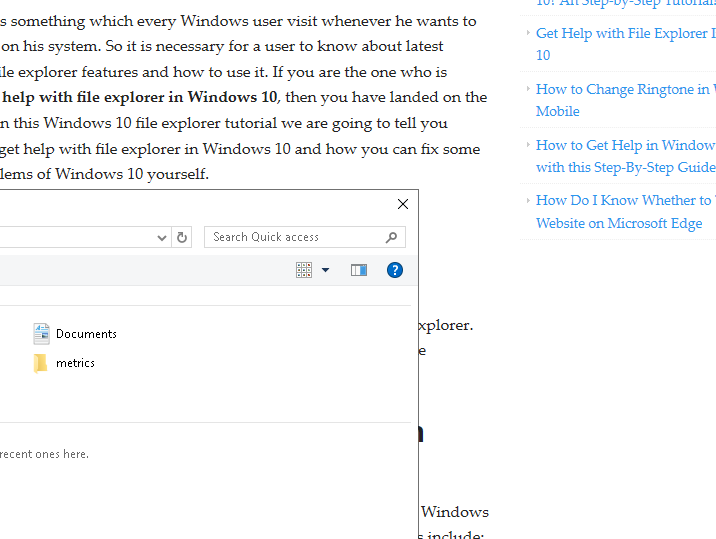 s something which every Windows user visit whenever he wants to
on his system. So it is necessary for a user to know about latest
ile explorer features and how to use it. If you are the one who is
help with file explorer in Windows 10, then you have landed on the
n this Windows 10 file explorer tutorial we are going to tell you
get help with file explorer in Windows 10 and how you can fix some
lems of Windows 10 yourself.
Search Quick access
Documents
metrics
recent ones here.
xplorer.
e
n
Windows
s include:
10? An Step-by-Step Tutorials
Get Help with File Explorer I
10
How to Change Ringtone in W
Mobile
How to Get Help in Window
with this Step-By-Step Guide
How Do I Know Whether to
Website on Microsoft Edge